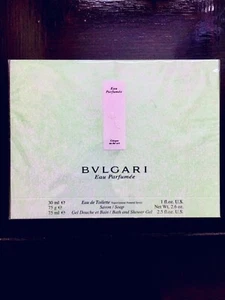 Eau
Parfumée
BVLGARI
Eau Parfumée
30 ml e Eau de Toilette 1 fl.oz. U.S.
75 g e Savon / Soap Net Wt. 2.6 oz.
75 ml e Gel Douche et Bain / Bath and Shower Gel 2.5 fl.oz. U.S.